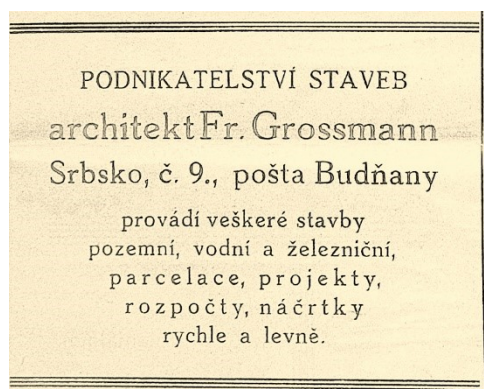 PODNIKATELSTVÍ STAVEB
architekt Fr. Grossmann
Srbsko, č. 9., pošta Budňany
provádí veškeré stavby
pozemní, vodní a železniční,
parcelace, projekty,
rozpočty, náčrtky
rychle a levně.